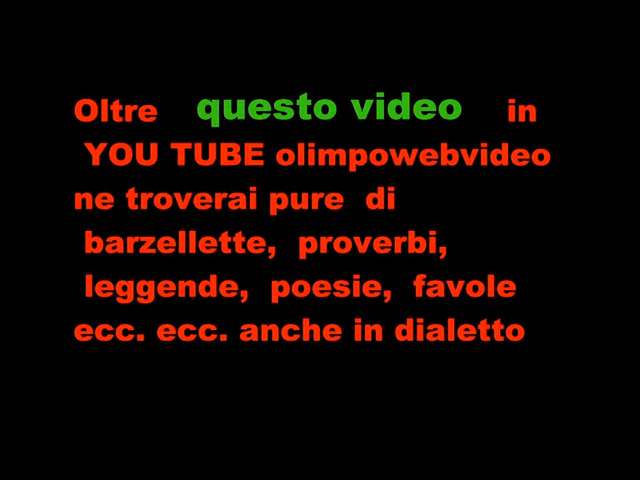 Oltre questo video in
YOU TUBE olimpowebvideo
ne troverai pure di
barzellette, proverbi,
leggende, poesie, favole
ecc. ecc. anche in dialetto